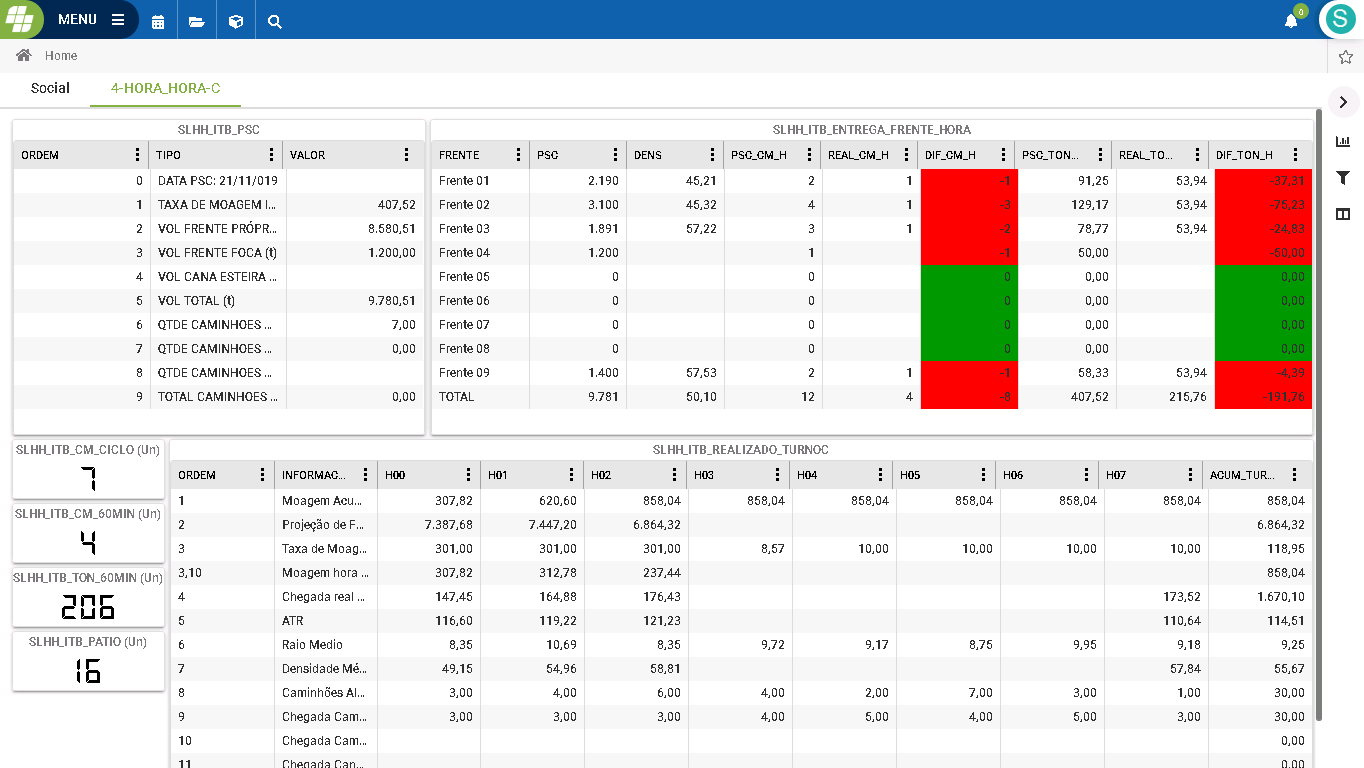 MENU
0
S
Home
Social 4-HORA_HORA-C
SLHH_ITB_PSC
ORDEM TIPO VALOR
0 DATA PSC: 21/11/019
1 TAXA DE MOAGEM I... 407,52
2 VOL FRENTE PRÓPR... 8.580,51
3 VOL FRENTE FOCA (t) 1.200,00
4 VOL CANA ESTEIRA ...
5 VOL TOTAL (t) 9.780,51
6 QTDE CAMINHOES ... 7,00
7 QTDE CAMINHOES ... 0,00
8 QTDE CAMINHOES ...
9 TOTAL CAMINHOES ... 0,00
SLHH_ITB_ENTREGA_FRENTE_HORA
FRENTE PSC DENS PSC_CM_H REAL_CM_H DIF_CM_H PSC_TON... REAL_TO... DIF_TON_H
Frente 01 2.190 45,21 2 1 -1 91,25 53,94 -37,31
Frente 02 3.100 45,32 4 1 -3 129,17 53,94 -75,23
Frente 03 1.891 57,22 3 1 -2 78,77 53,94 -24,83
Frente 04 1.200 1 -1 50,00 -50,00
Frente 05 0 0 0 0,00 0,00
Frente 06 0 0 0 0,00 0,00
Frente 07 0 0 0 0,00 0,00
Frente 08 0 0 0 0,00 0,00
Frente 09 1.400 57,53 2 1 -1 58,33 53,94 -4,39
TOTAL 9.781 50,10 12 4 -8 407,52 215,76 -191,76
SLHH_ITB_CM_CICLO (Un)
7
SLHH_ITB_CM_60MIN (Un)
4
SLHH_ITB_TON_60MIN (Un)
206
SLHH_ITB_PATIO (Un)
16
SLHH_ITB_REALIZADO_TURNOC
ORDEM INFORMAC... H00 H01 H02 H03 H04 H05 H06 H07 ACUM_TUR...
1 Moagem Acu... 307,82 620,60 858,04 858,04 858,04 858,04 858,04 858,04 858,04
2 Projeção de F... 7.387,68 7.447,20 6.864,32 6.864,32
3 Taxa de Moag... 301,00 301,00 301,00 8,57 10,00 10,00 10,00 10,00 118,95
3,10 Moagem hora ... 307,82 312,78 237,44 858,04
4 Chegada real ... 147,45 164,88 176,43 173,52 1.670,10
5 ATR 116,60 119,22 121,23 110,64 114,51
6 Raio Medio 8,35 10,69 8,35 9,72 9,17 8,75 9,95 9,18 9,25
7 Densidade Mé... 49,15 54,96 58,81 57,84 55,67
8 Caminhões Al... 3,00 4,00 6,00 4,00 2,00 7,00 3,00 1,00 30,00
9 Chegada Cam... 3,00 3,00 3,00 4,00 5,00 4,00 5,00 3,00 30,00
10 Chegada Cam... 0,00
11 Chegada Can... 0,00